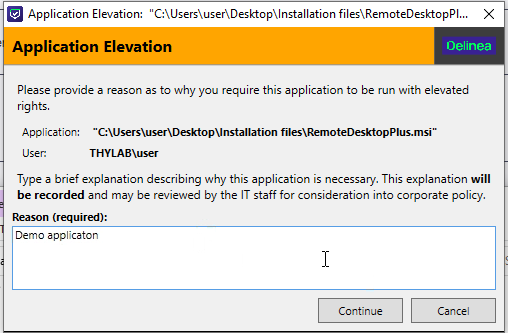 Application Elevation: "C:\Users\user\Desktop\Installation files\RemoteDesktopPlu...
Application Elevation
Delinea
Please provide a reason as to why you require this application to be run with elevated
rights.
Application: "C:\Users\user\Desktop\Installation files\RemoteDesktopPlus.msi"
User: THYLAB\user
Type a brief explanation describing why this application is necessary. This explanation will
be recorded and may be reviewed by the IT staff for consideration into corporate policy.
Reason (required):
Demo applicaton
Continue Cancel